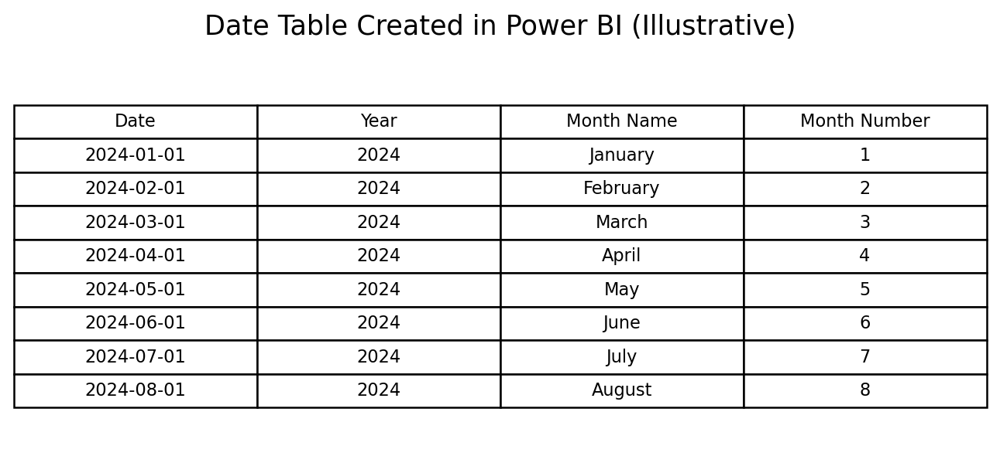 Date Table Created in Power BI (Illustrative)
Date Year Month Name Month Number
2024-01-01 2024 January 1
2024-02-01 2024 February 2
2024-03-01 2024 March 3
2024-04-01 2024 April 4
2024-05-01 2024 May 5
2024-06-01 2024 June 6
2024-07-01 2024 July 7
2024-08-01 2024 August 8